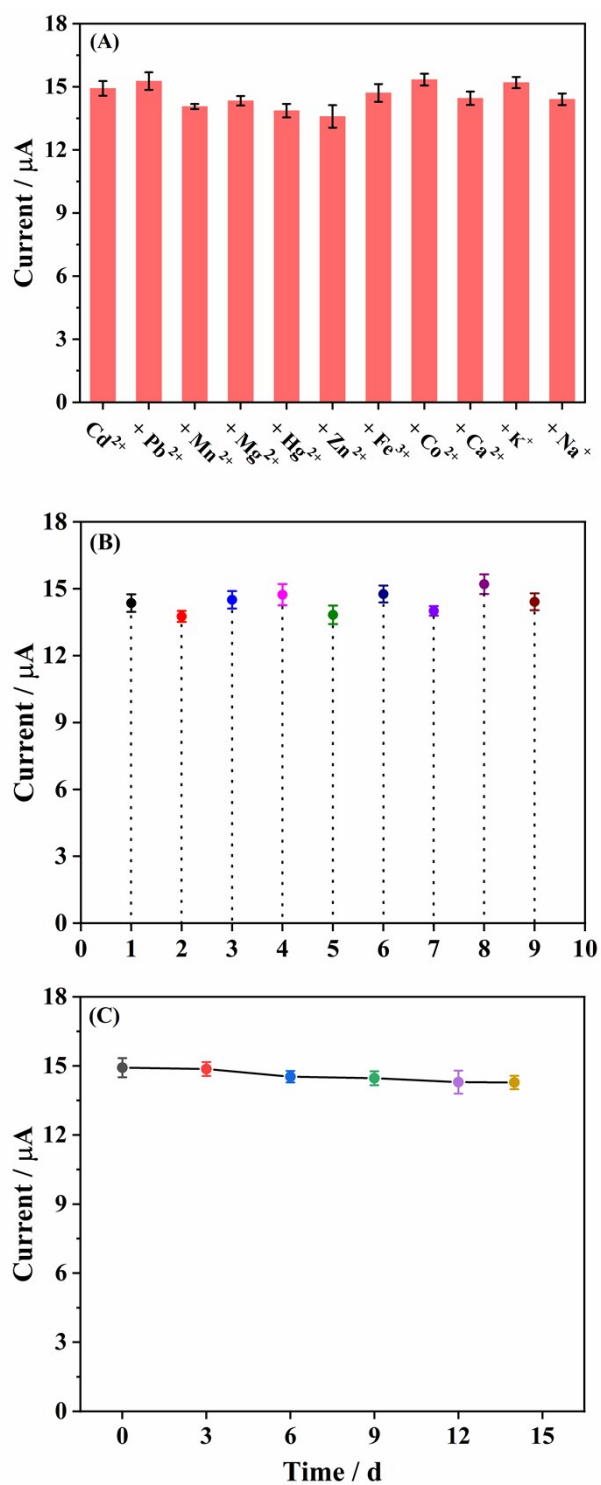 (A)
Current / μA
18
15
12
9
6
3
0
Cd²⁺ + Pb²⁺ + Mn²⁺ + Mg²⁺ + Hg²⁺ + Zn²⁺ + Fe³⁺ + Co²⁺ + Ca²⁺ + K⁺ + Na⁺
(B)
Current / μA
18
15
12
9
6
3
0
0 1 2 3 4 5 6 7 8 9 10
(C)
Current / μA
18
15
12
9
6
3
0
0 3 6 9 12 15
Time / d